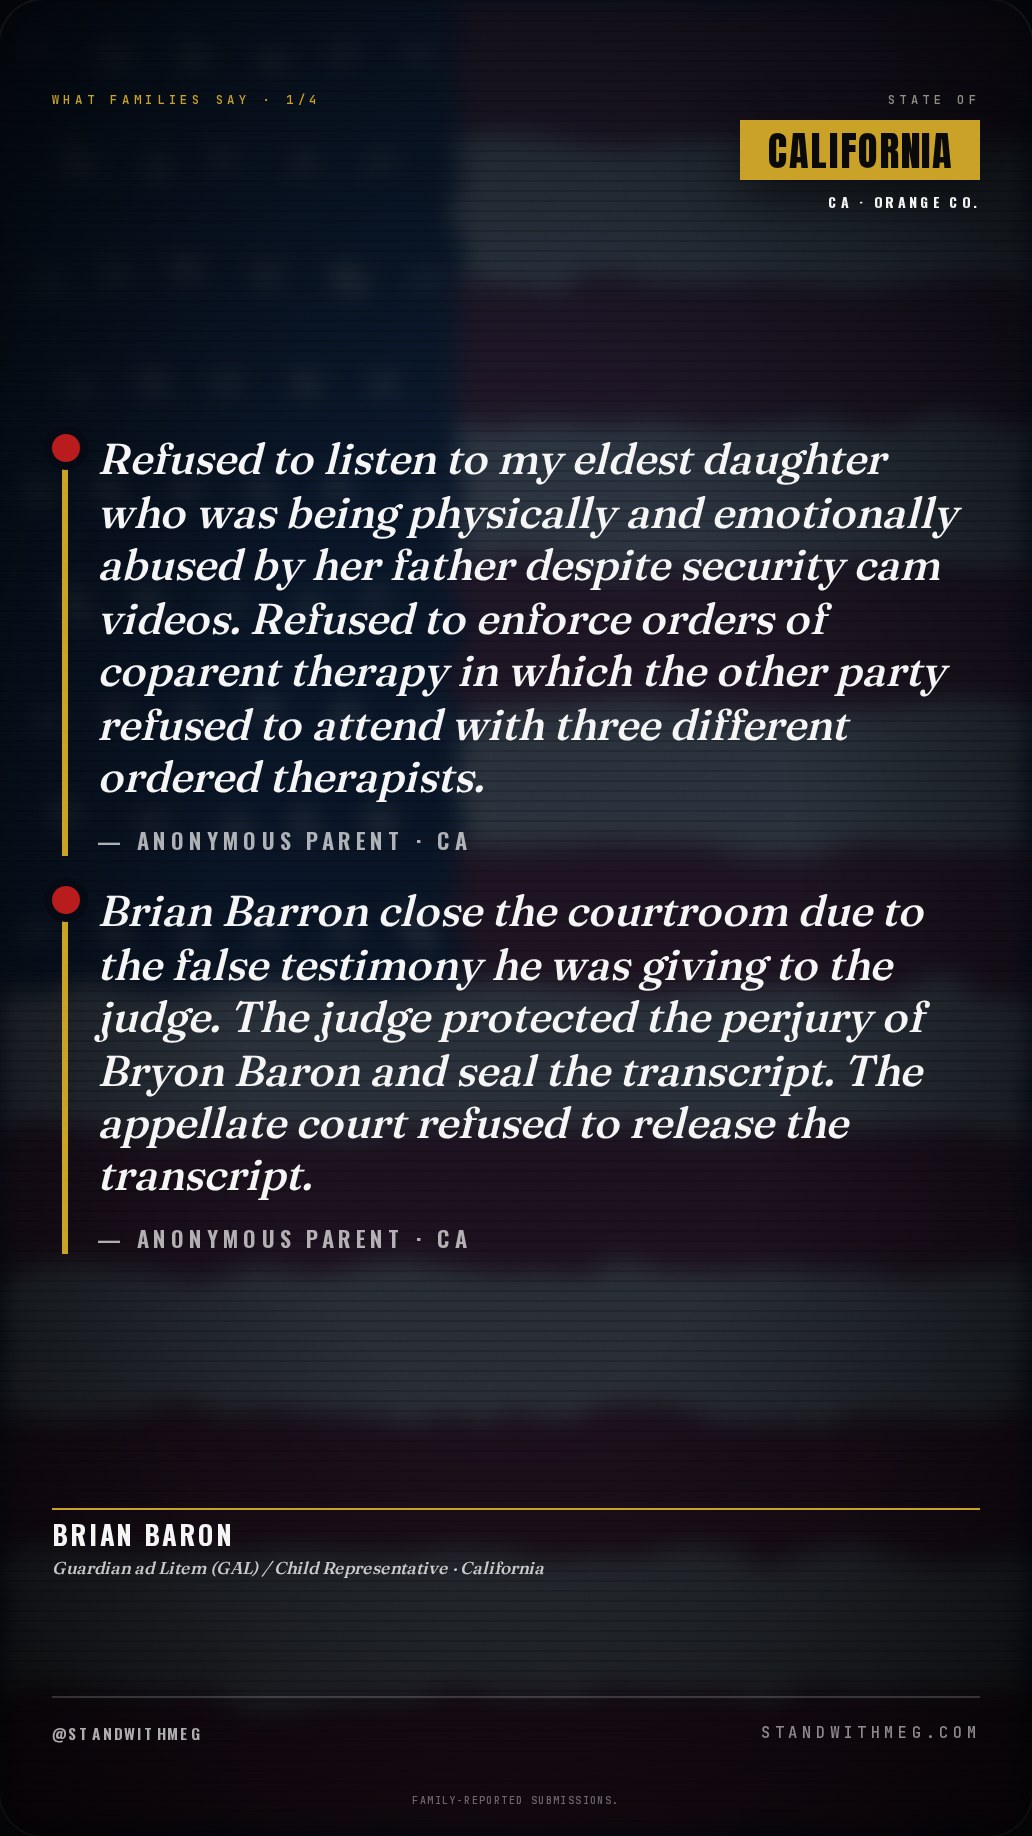 WHAT FAMILIES SAY · 1/4
STATE OF
CALIFORNIA
CA · ORANGE CO.
Refused to listen to my eldest daughter
who was being physically and emotionally
abused by her father despite security cam
videos. Refused to enforce orders of
coparent therapy in which the other party
refused to attend with three different
ordered therapists.
— ANONYMOUS PARENT · CA
Brian Barron close the courtroom due to
the false testimony he was giving to the
judge. The judge protected the perjury of
Bryon Baron and seal the transcript. The
appellate court refused to release the
transcript.
— ANONYMOUS PARENT · CA
BRIAN BARON
Guardian ad Litem (GAL) / Child Representative · California
@STANDWITHMEG
STANDWITHMEG.COM
FAMILY-REPORTED SUBMISSIONS.